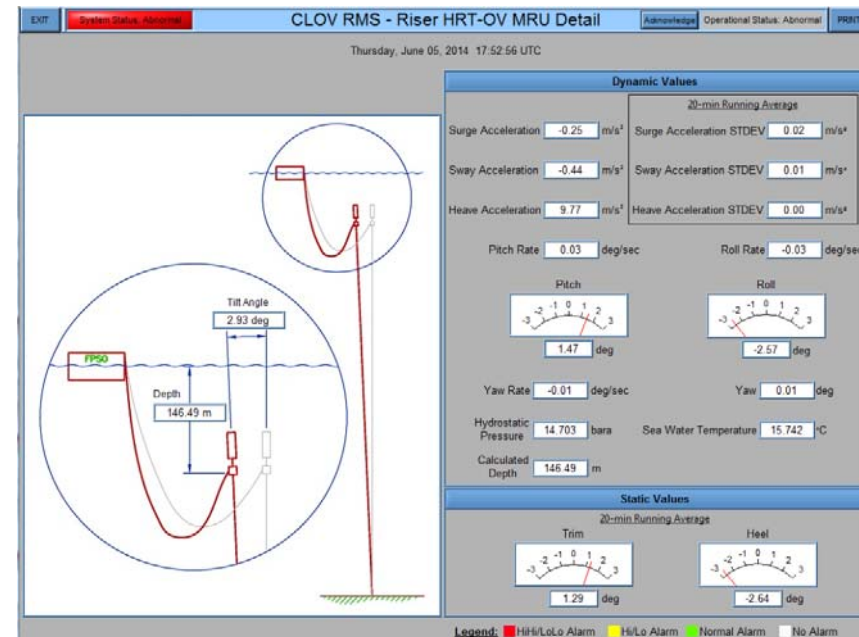 EXIT System Status: Abnormal CLOV RMS - Riser HRT-OV MRU Detail Acknowledge Operational Status: Abnormal PRINT
Thursday, June 05, 2014 17:52:56 UTC
Dynamic Values
20-min Running Average
Surge Acceleration -0.25 m/s² Surge Acceleration STDEV 0.02 m/s²
Sway Acceleration -0.44 m/s² Sway Acceleration STDEV 0.01 m/s²
Heave Acceleration 9.77 m/s² Heave Acceleration STDEV 0.00 m/s²
Pitch Rate 0.03 deg/sec Roll Rate -0.03 deg/sec
Pitch Roll
-3 -2 -1 0 1 2 3 -3 -2 -1 0 1 2 3
1.47 deg -2.57 deg
Yaw Rate -0.01 deg/sec Yaw 0.01 deg
Hydrostatic
Pressure 14.703 bara Sea Water Temperature 15.742 °C
Calculated
Depth 146.49 m
Tilt Angle
2.93 deg
FPSO
Depth
146.49 m
Static Values
20-min Running Average
Trim Heel
-3 -2 -1 0 1 2 3 -3 -2 -1 0 1 2 3
1.29 deg -2.64 deg
Legend: HiHi/LoLo Alarm Hi/Lo Alarm Normal Alarm No Alarm